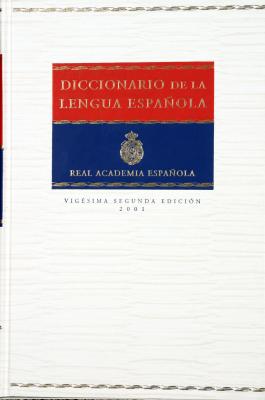 DICCIONARIO DE LA
LENGUA ESPAÑOLA
REAL ACADEMIA ESPAÑOLA
VIGÉSIMA SEGUNDA EDICIÓN
2001